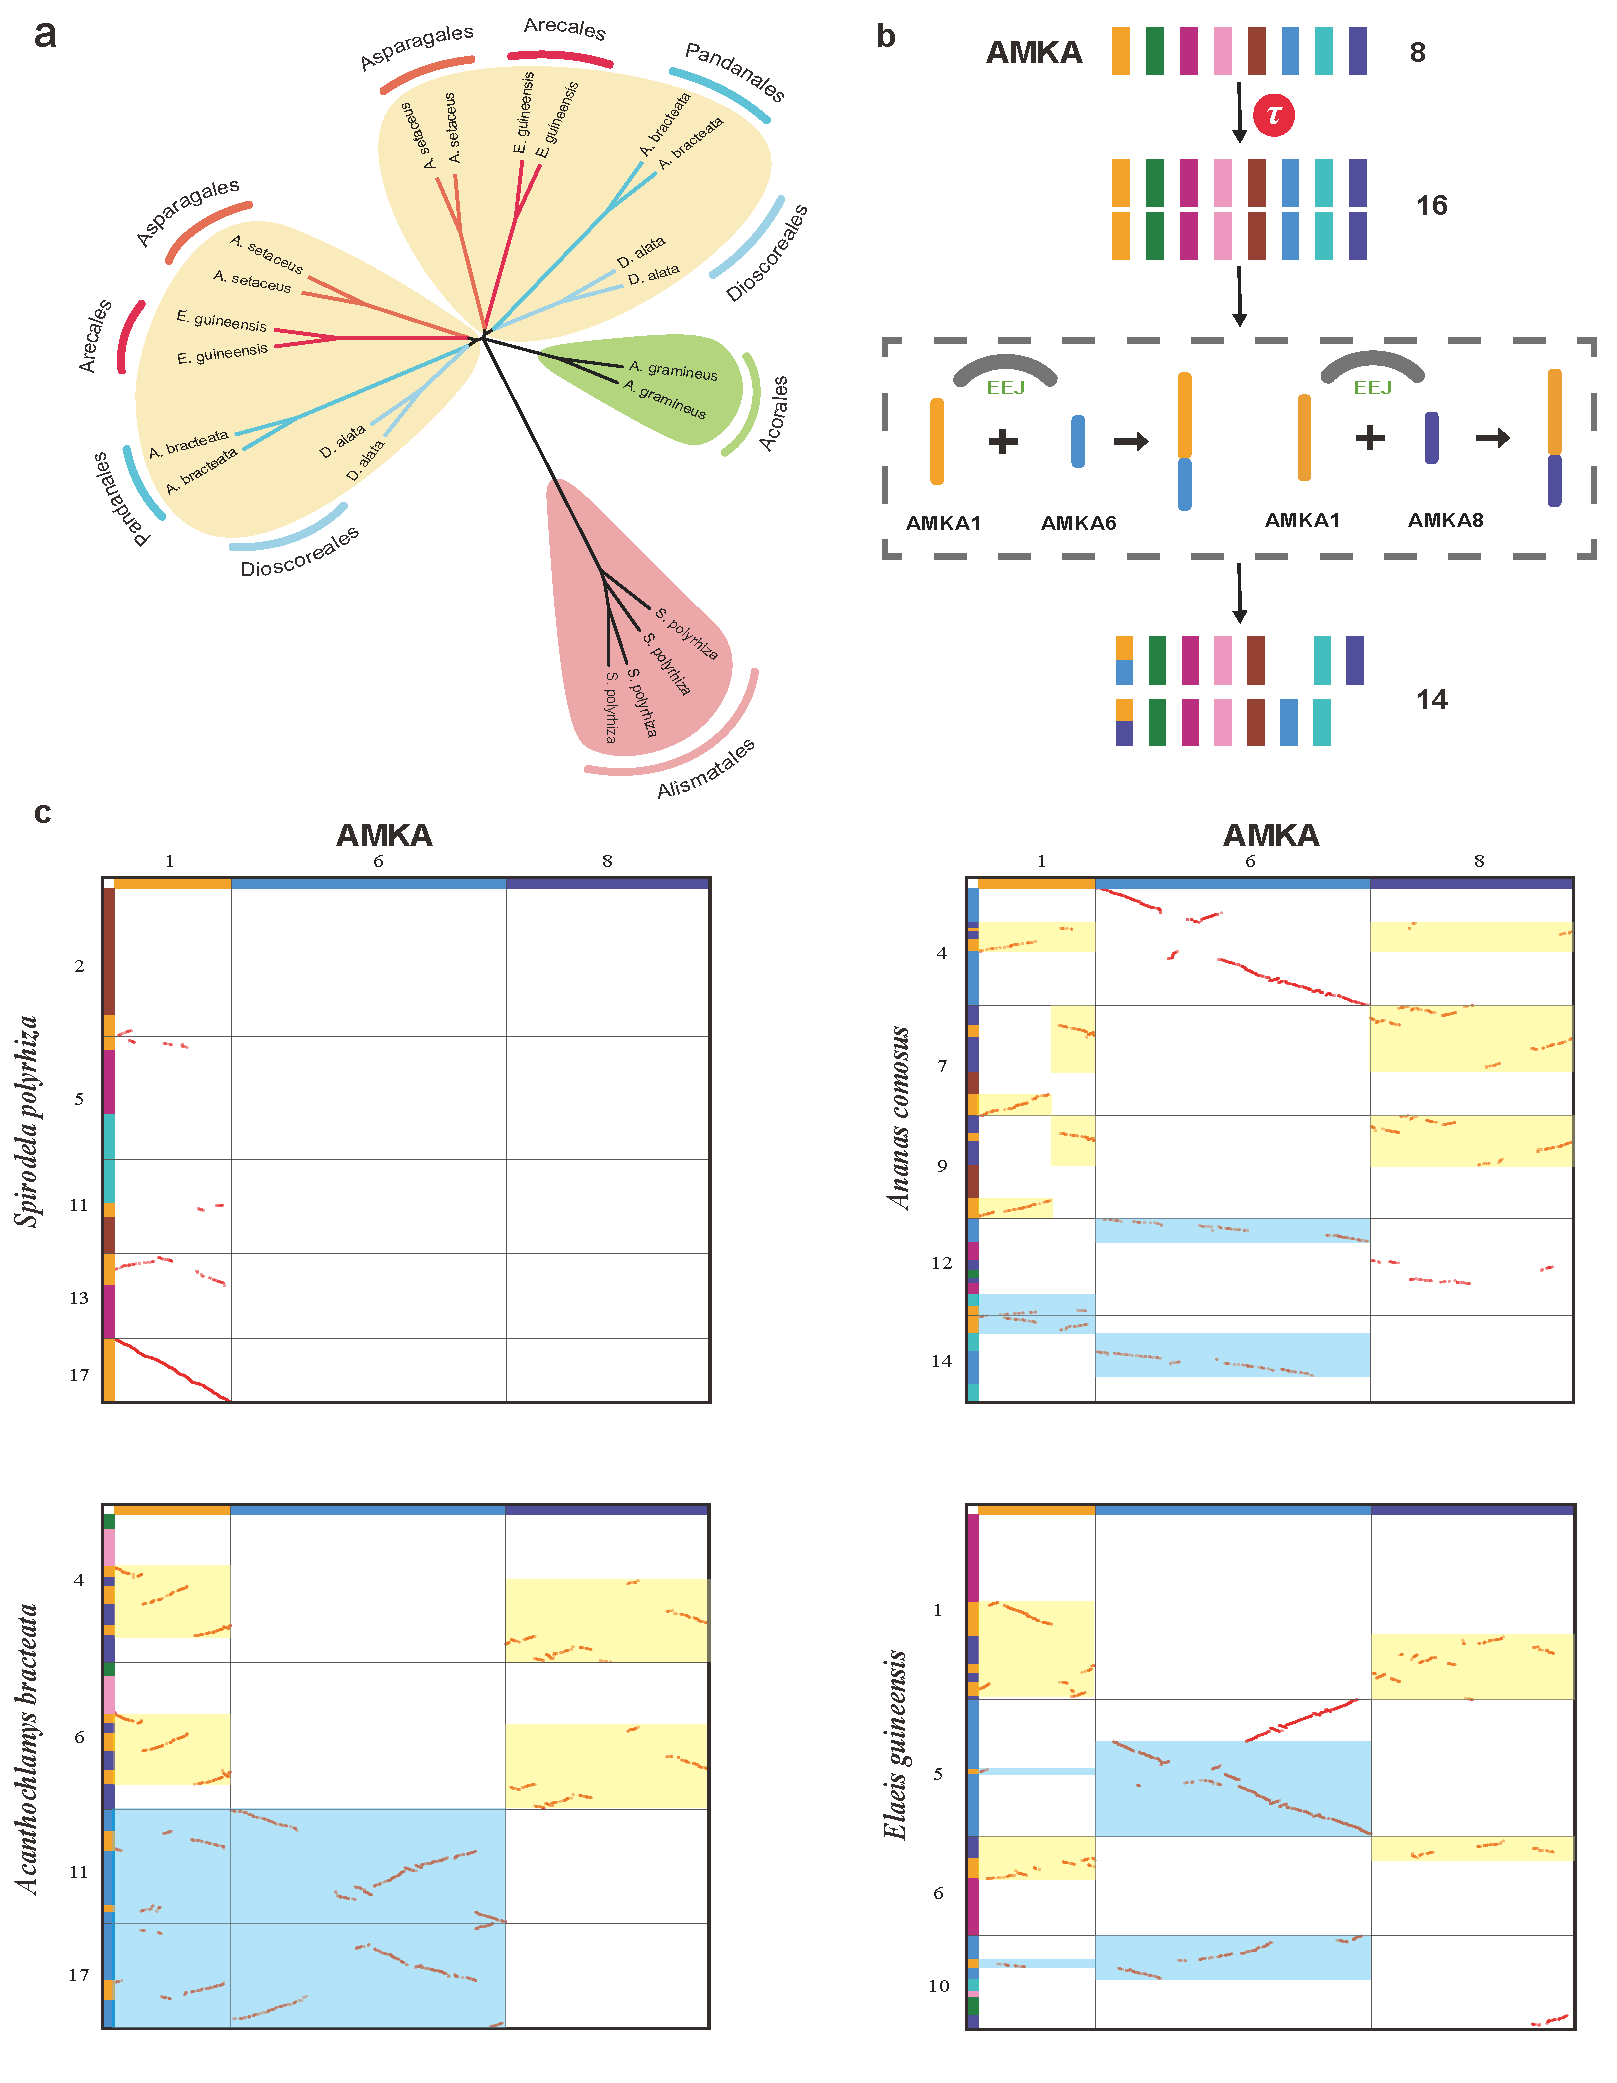 a
Asparagales
Arecales
Pandanales
A. setaceus
A. setaceus
E. guineensis
E. guineensis
A. bracteata
A. bracteata
D. alata
D. alata
Dioscoreales
Asparagales
A. setaceus
A. setaceus
Arecales
E. guineensis
E. guineensis
A. bracteata
A. bracteata
Pandanales
D. alata
D. alata
Dioscoreales
A. gramineus
A. gramineus
Acorales
S. polyrhiza
S. polyrhiza
S. polyrhiza
S. polyrhiza
Alismatales
b
AMKA
8
τ
16
EEJ
EEJ
+
+
AMKA1
AMKA6
AMKA1
AMKA8
14
c
AMKA
1 6 8
Spirodela polyrhiza
2
5
11
13
17
AMKA
1 6 8
Ananas comosus
4
7
9
12
14
Acanthochlamys bracteata
4
6
11
17
Elaeis guineensis
1
5
6
10